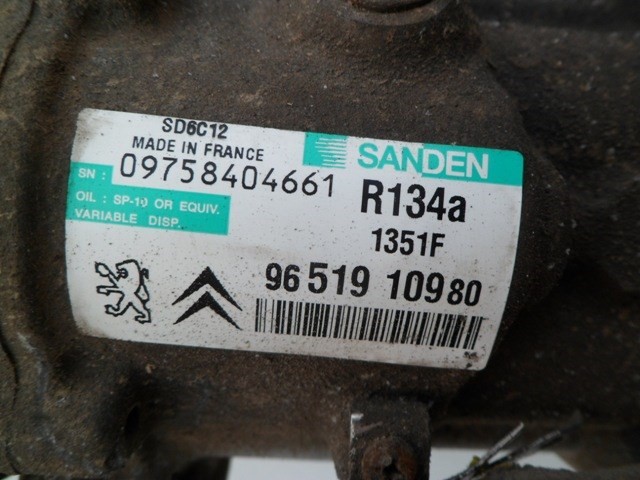 SD6C12
MADE IN FRANCE
SANDEN
SN : 09758404661
R134a
OIL : SP-10 OR EQUIV.
VARIABLE DISP.
1351F
96 519 109 80